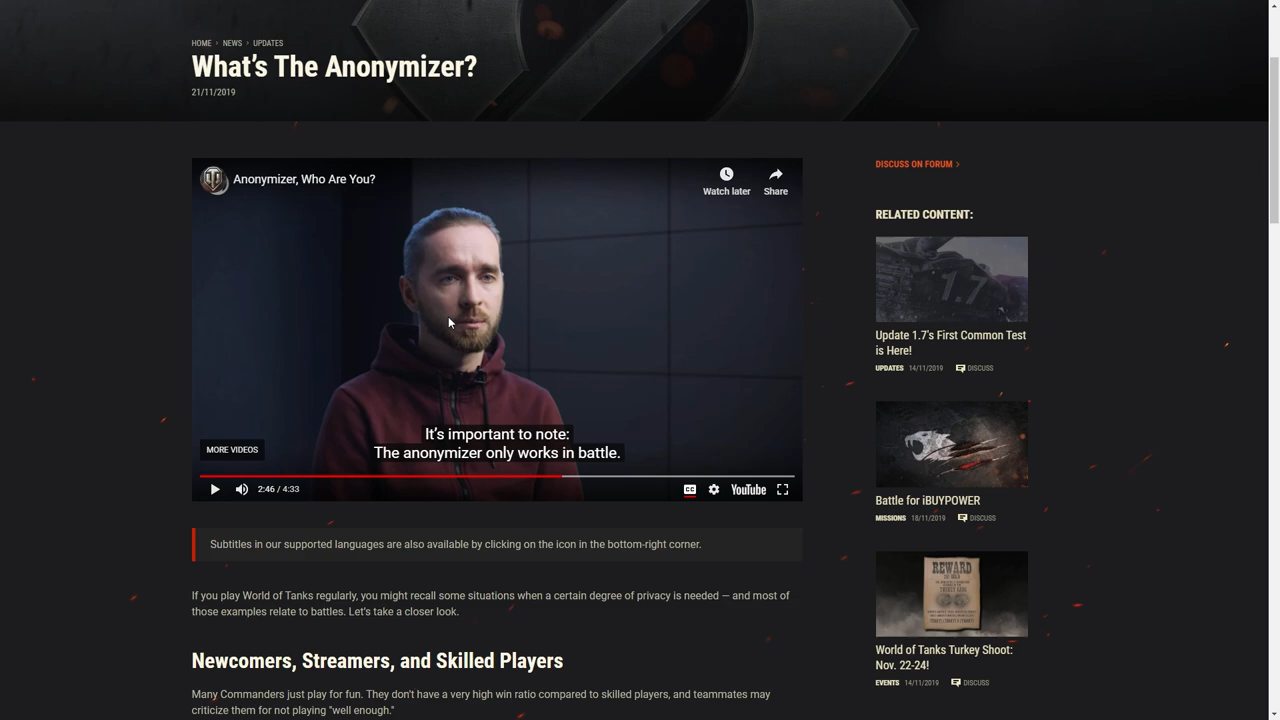 HOME › NEWS › UPDATES
What's The Anonymizer?
21/11/2019
Anonymizer, Who Are You?
Watch later
Share
It's important to note:
The anonymizer only works in battle.
MORE VIDEOS
2:46 / 4:33
CC
YouTube
Subtitles in our supported languages are also available by clicking on the icon in the bottom-right corner.
If you play World of Tanks regularly, you might recall some situations when a certain degree of privacy is needed — and most of
those examples relate to battles. Let's take a closer look.
Newcomers, Streamers, and Skilled Players
Many Commanders just play for fun. They don't have a very high win ratio compared to skilled players, and teammates may
criticize them for not playing "well enough."
DISCUSS ON FORUM ›
RELATED CONTENT:
1.7
Update 1.7's First Common Test
is Here!
UPDATES 14/11/2019 DISCUSS
Battle for iBUYPOWER
MISSIONS 18/11/2019 DISCUSS
REWARD
World of Tanks Turkey Shoot:
Nov. 22-24!
EVENTS 14/11/2019 DISCUSS